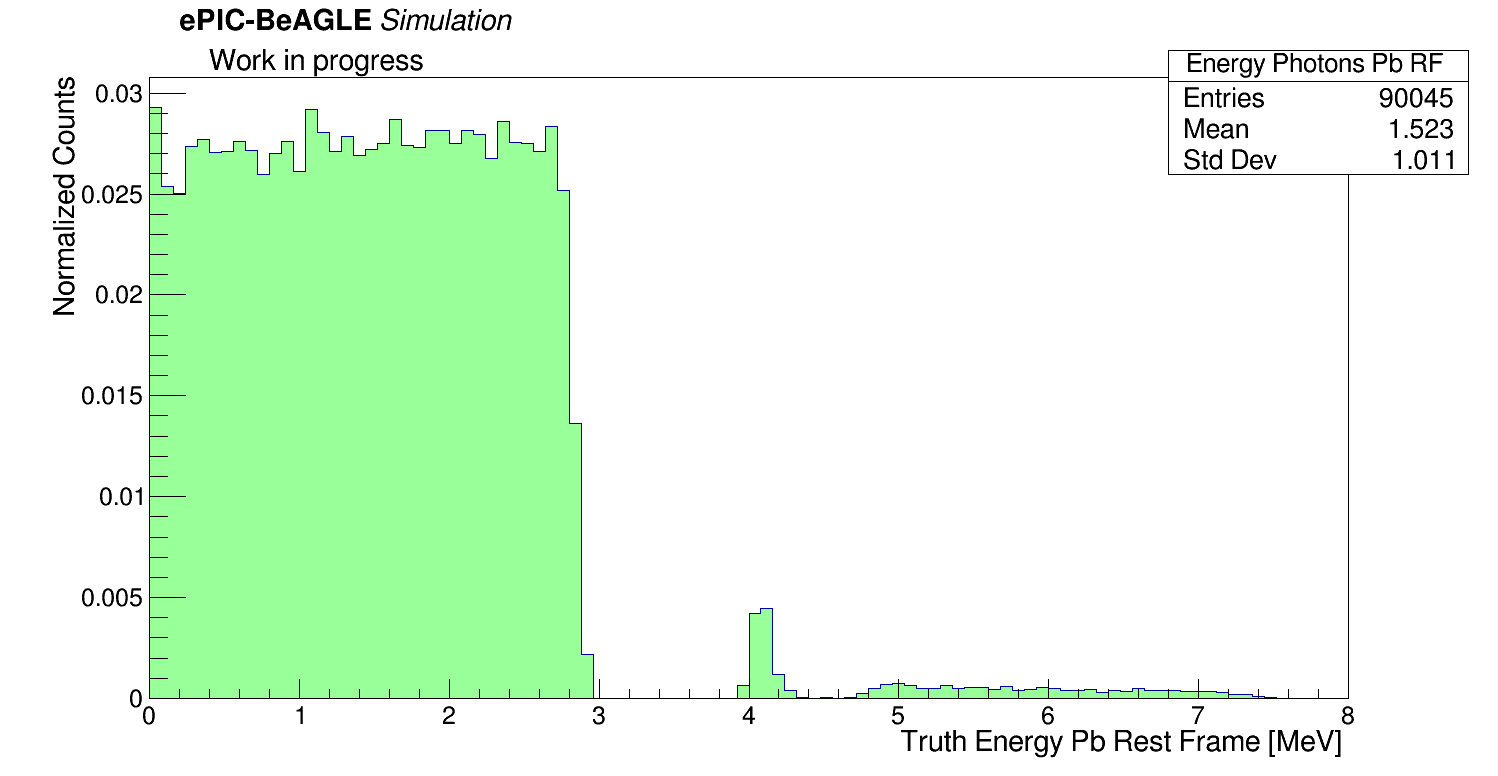 ePIC-BeAGLE Simulation
Work in progress
Energy Photons Pb RF
Entries 90045
Mean 1.523
Std Dev 1.011
Normalized Counts
0.03
0.025
0.02
0.015
0.01
0.005
0
0 1 2 3 4 5 6 7 8
Truth Energy Pb Rest Frame [MeV]